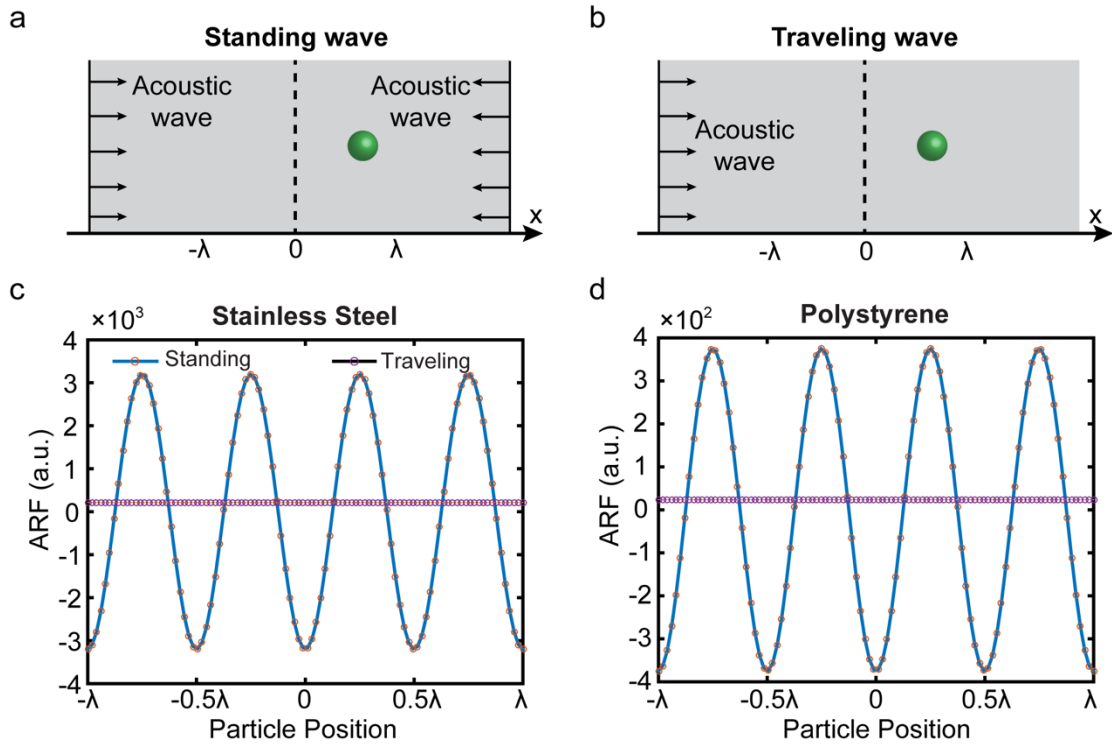 a
Standing wave
Acoustic
wave
Acoustic
wave
x
-λ 0 λ
b
Traveling wave
Acoustic
wave
x
-λ 0 λ
c
×10³ Stainless Steel
Standing Traveling
4
3
2
1
0
-1
-2
-3
-4
ARF (a.u.)
-λ -0.5λ 0 0.5λ λ
Particle Position
d
×10² Polystyrene
4
3
2
1
0
-1
-2
-3
-4
ARF (a.u.)
-λ -0.5λ 0 0.5λ λ
Particle Position